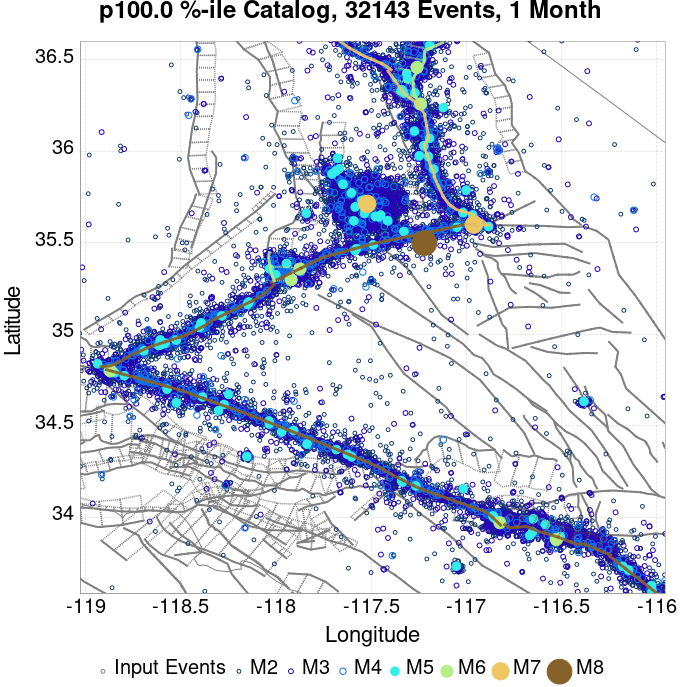 p100.0 %-ile Catalog, 32143 Events, 1 Month
36.5
36
35.5
35
34.5
34
Latitude
-119 -118.5 -118 -117.5 -117 -116.5 -116
Longitude
Input Events M2 M3 M4 M5 M6 M7 M8